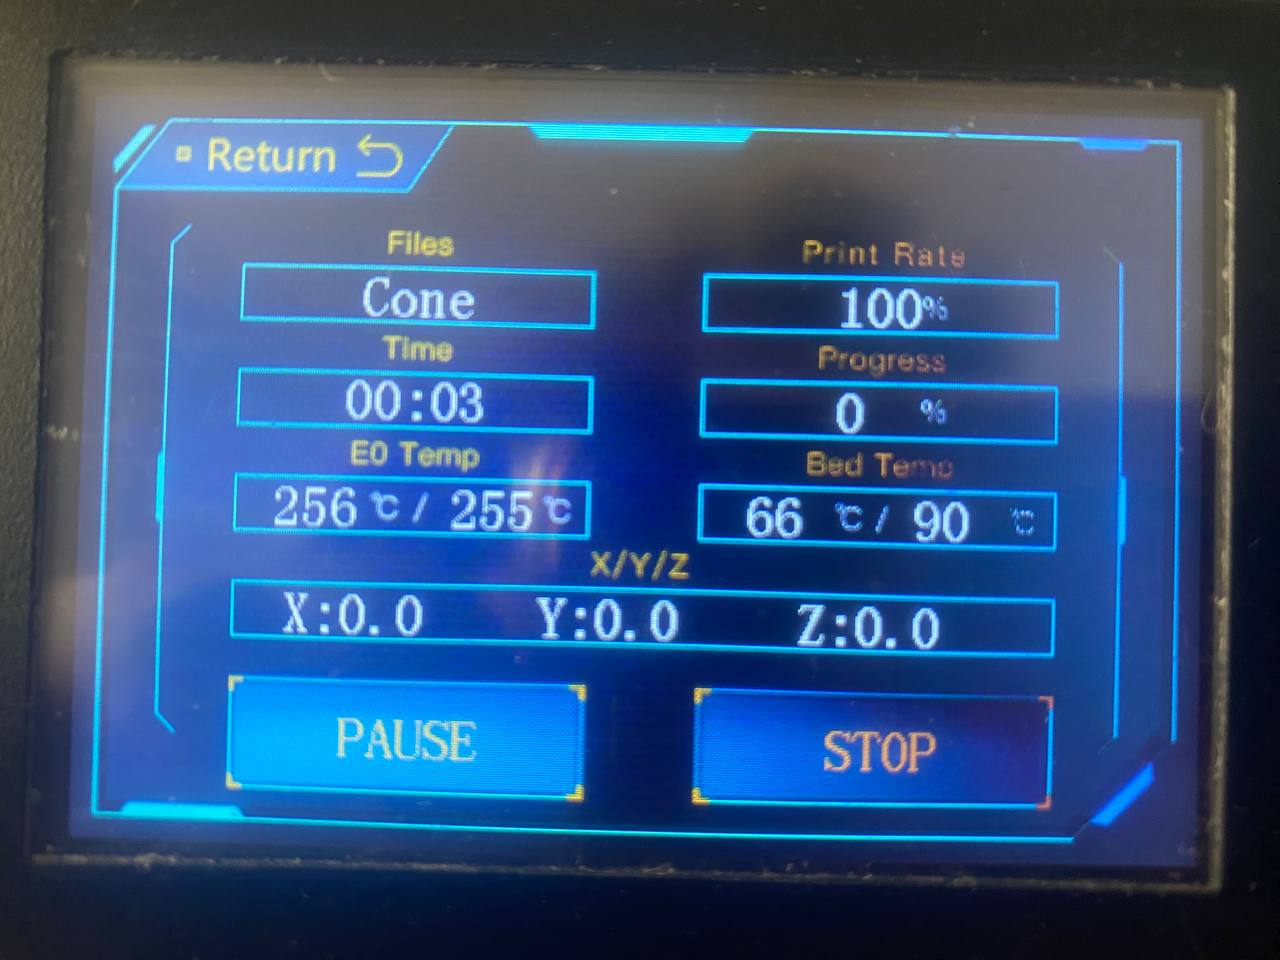 Return
Files
Print Rate
Cone
100%
Time
Progress
00:03
0 %
E0 Temp
Bed Temp
256 ℃ / 255 ℃
66 ℃ / 90 ℃
X/Y/Z
X:0.0 Y:0.0 Z:0.0
PAUSE
STOP